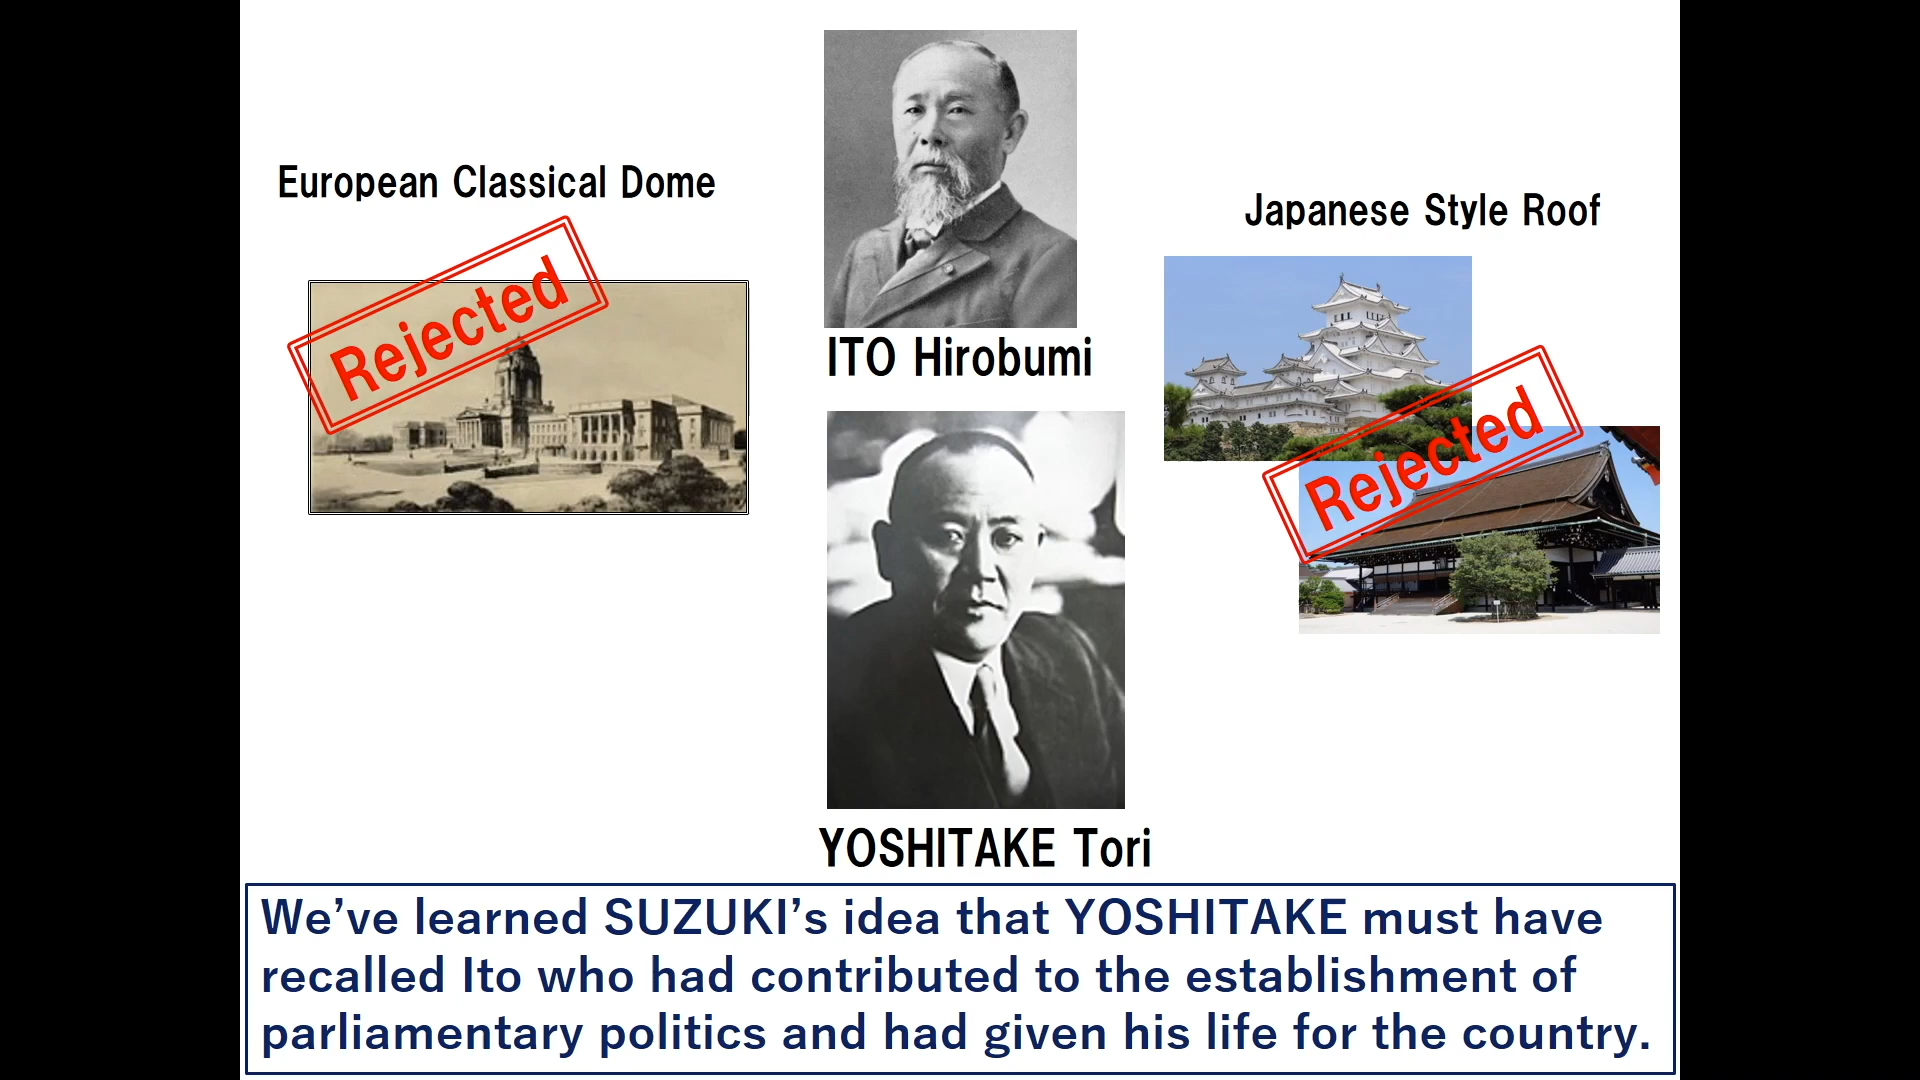 European Classical Dome
Rejected
ITO Hirobumi
YOSHITAKE Tori
Japanese Style Roof
Rejected
We’ve learned SUZUKI’s idea that YOSHITAKE must have
recalled Ito who had contributed to the establishment of
parliamentary politics and had given his life for the country.